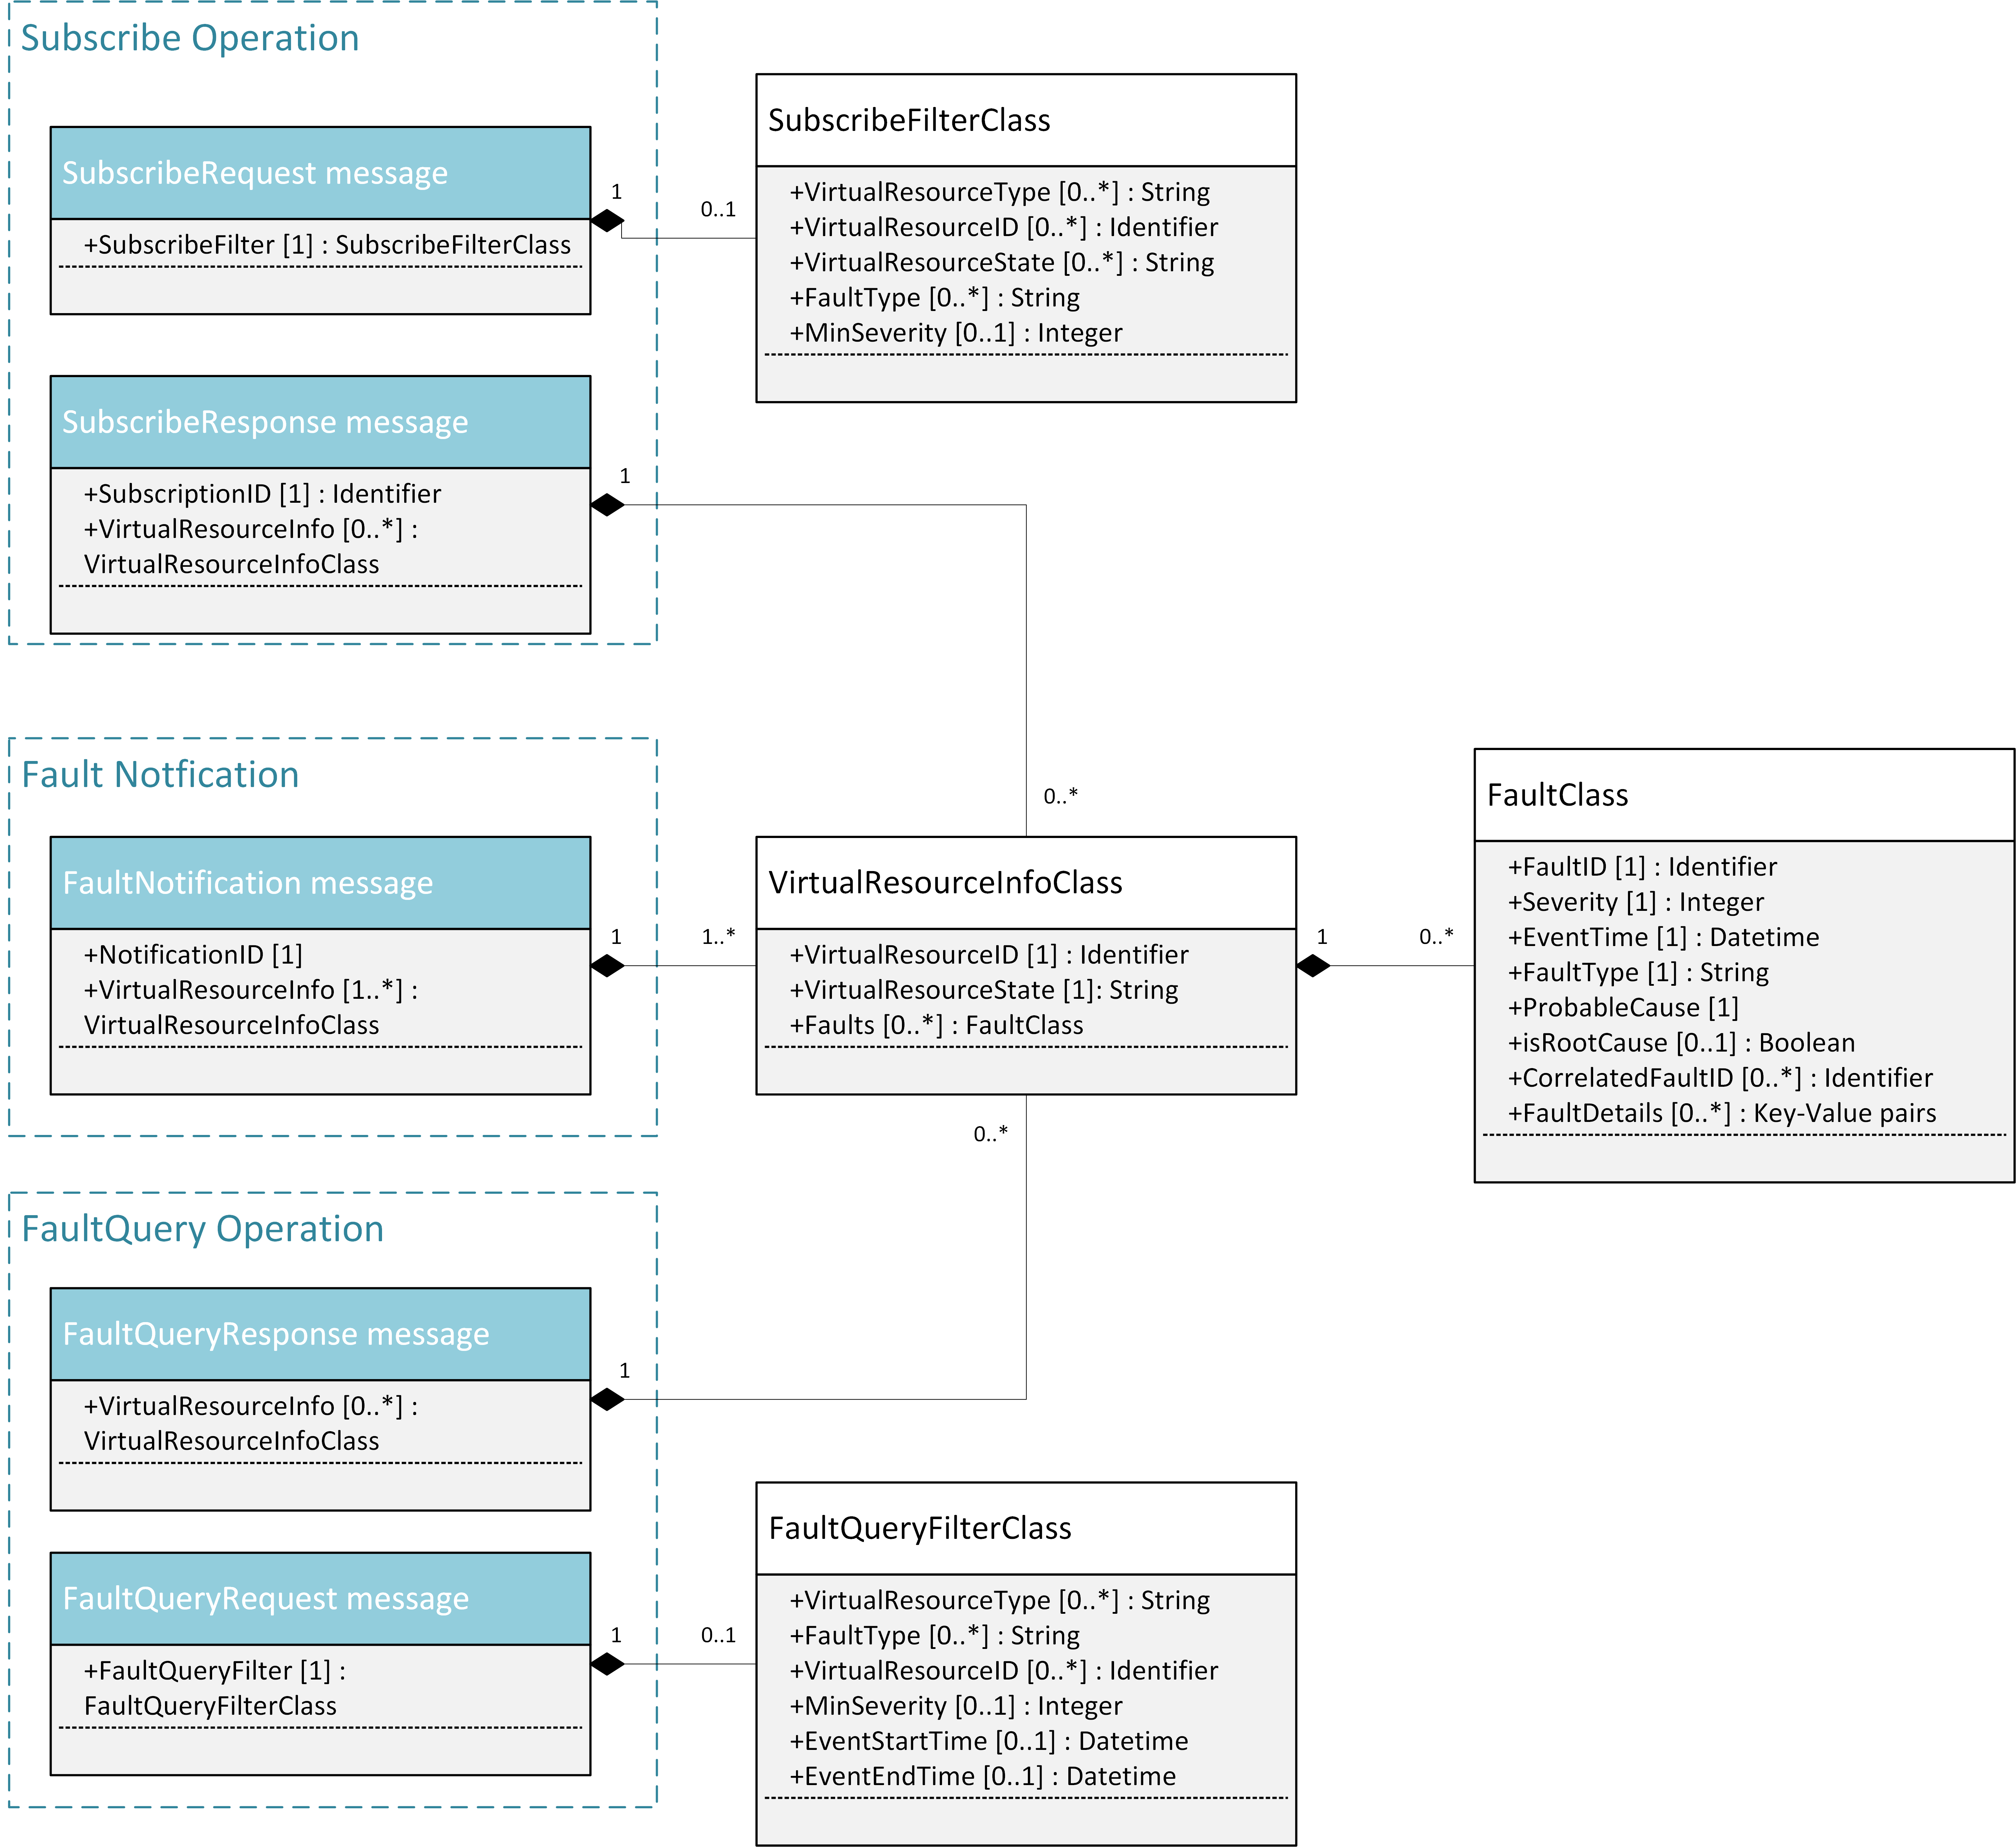 Subscribe Operation
SubscribeRequest message
+SubscribeFilter [1] : SubscribeFilterClass
1
0..1
SubscribeFilterClass
+VirtualResourceType [0..*] : String
+VirtualResourceID [0..*] : Identifier
+VirtualResourceState [0..*] : String
+FaultType [0..*] : String
+MinSeverity [0..1] : Integer
SubscribeResponse message
+SubscriptionID [1] : Identifier
+VirtualResourceInfo [0..*] :
VirtualResourceInfoClass
1
0..*
Fault Notfication
FaultNotification message
+NotificationID [1]
+VirtualResourceInfo [1..*] :
VirtualResourceInfoClass
1
1..*
VirtualResourceInfoClass
+VirtualResourceID [1] : Identifier
+VirtualResourceState [1]: String
+Faults [0..*] : FaultClass
1
0..*
FaultClass
+FaultID [1] : Identifier
+Severity [1] : Integer
+EventTime [1] : Datetime
+FaultType [1] : String
+ProbableCause [1]
+isRootCause [0..1] : Boolean
+CorrelatedFaultID [0..*] : Identifier
+FaultDetails [0..*] : Key-Value pairs
0..*
FaultQuery Operation
FaultQueryResponse message
+VirtualResourceInfo [0..*] :
VirtualResourceInfoClass
1
FaultQueryRequest message
+FaultQueryFilter [1] :
FaultQueryFilterClass
1
0..1
FaultQueryFilterClass
+VirtualResourceType [0..*] : String
+FaultType [0..*] : String
+VirtualResourceID [0..*] : Identifier
+MinSeverity [0..1] : Integer
+EventStartTime [0..1] : Datetime
+EventEndTime [0..1] : Datetime